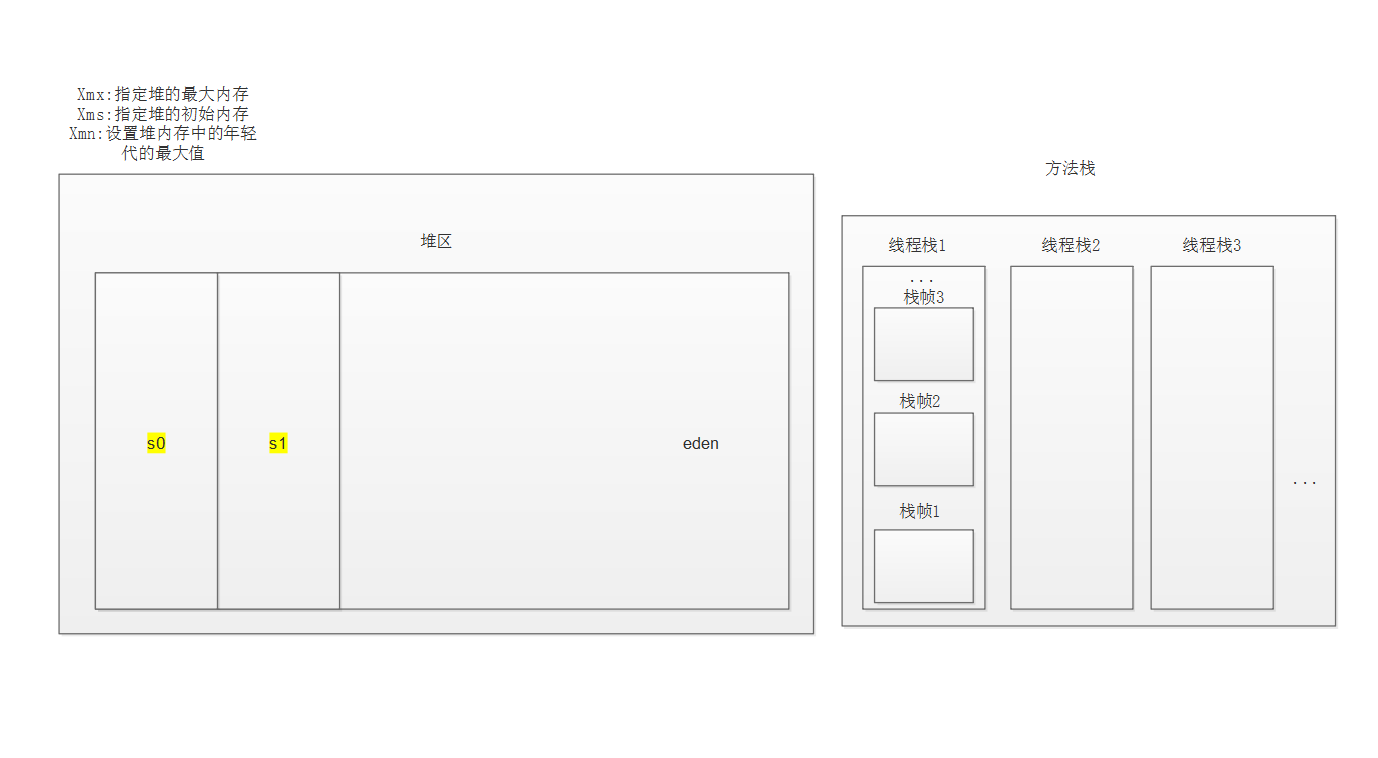 Xmx:指定堆的最大内存
Xms:指定堆的初始内存
Xmn:设置堆内存中的年轻
代的最大值
堆区
s0
s1
eden
方法栈
线程栈1
线程栈2
线程栈3
...
栈帧3
栈帧2
栈帧1
...